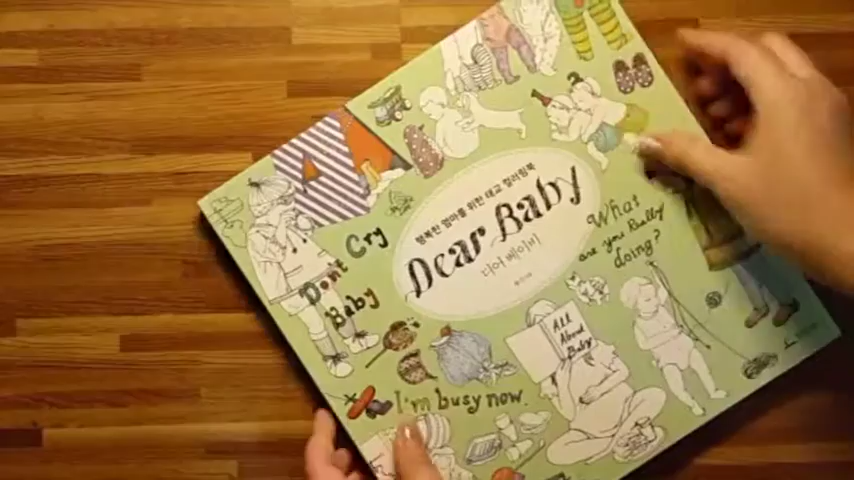 행복한 엄마를 위한 태교 컬러링북
Dear Baby
디어 베이비
Don't Cry
Baby
What
are you Really
doing?
All
About
Baby
I'm busy now.